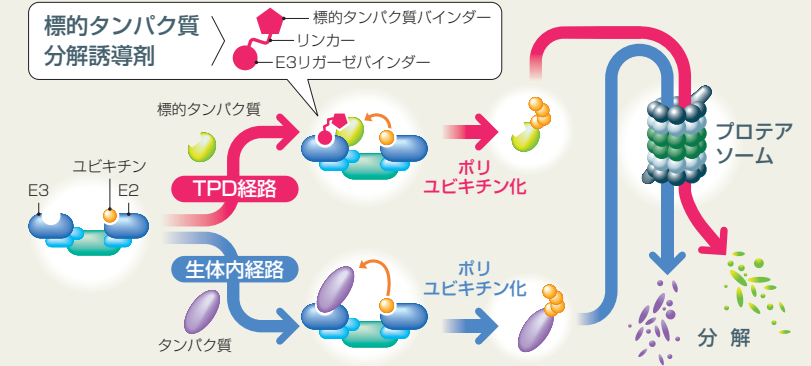 標的タンパク質
分解誘導剤
標的タンパク質バインダー
リンカー
E3リガーゼバインダー
標的タンパク質
ユビキチン
E3
E2
TPD経路
ポリ
ユビキチン化
プロテア
ソーム
生体内経路
タンパク質
ポリ
ユビキチン化
分解